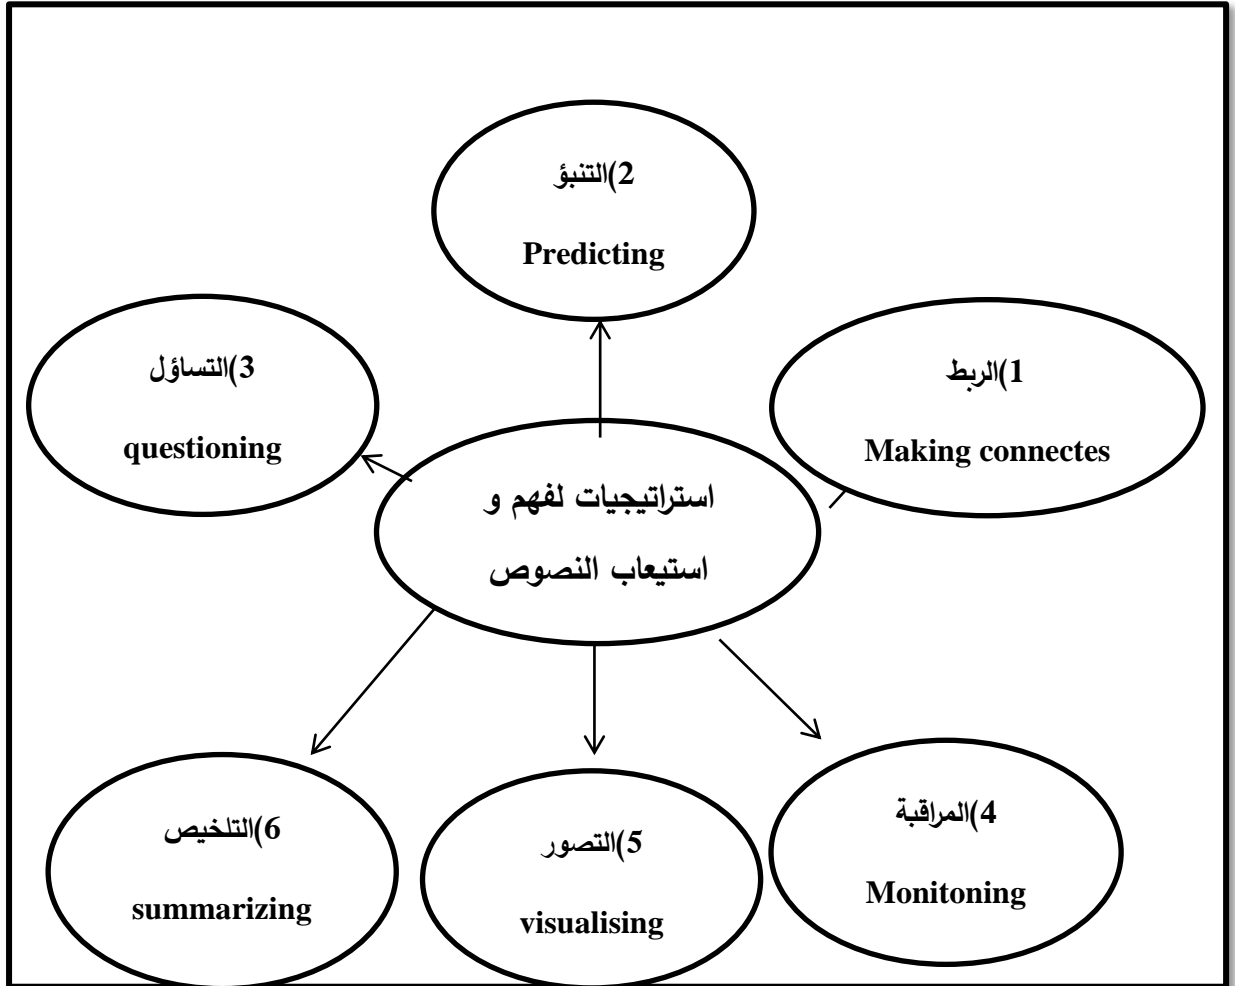 2)التنبؤ
Predicting
3)التساؤل
questioning
1)الربط
Making connectes
استراتيجيات لفهم و
استيعاب النصوص
6)التلخيص
summarizing
5)التصور
visualising
4)المراقبة
Monitoning